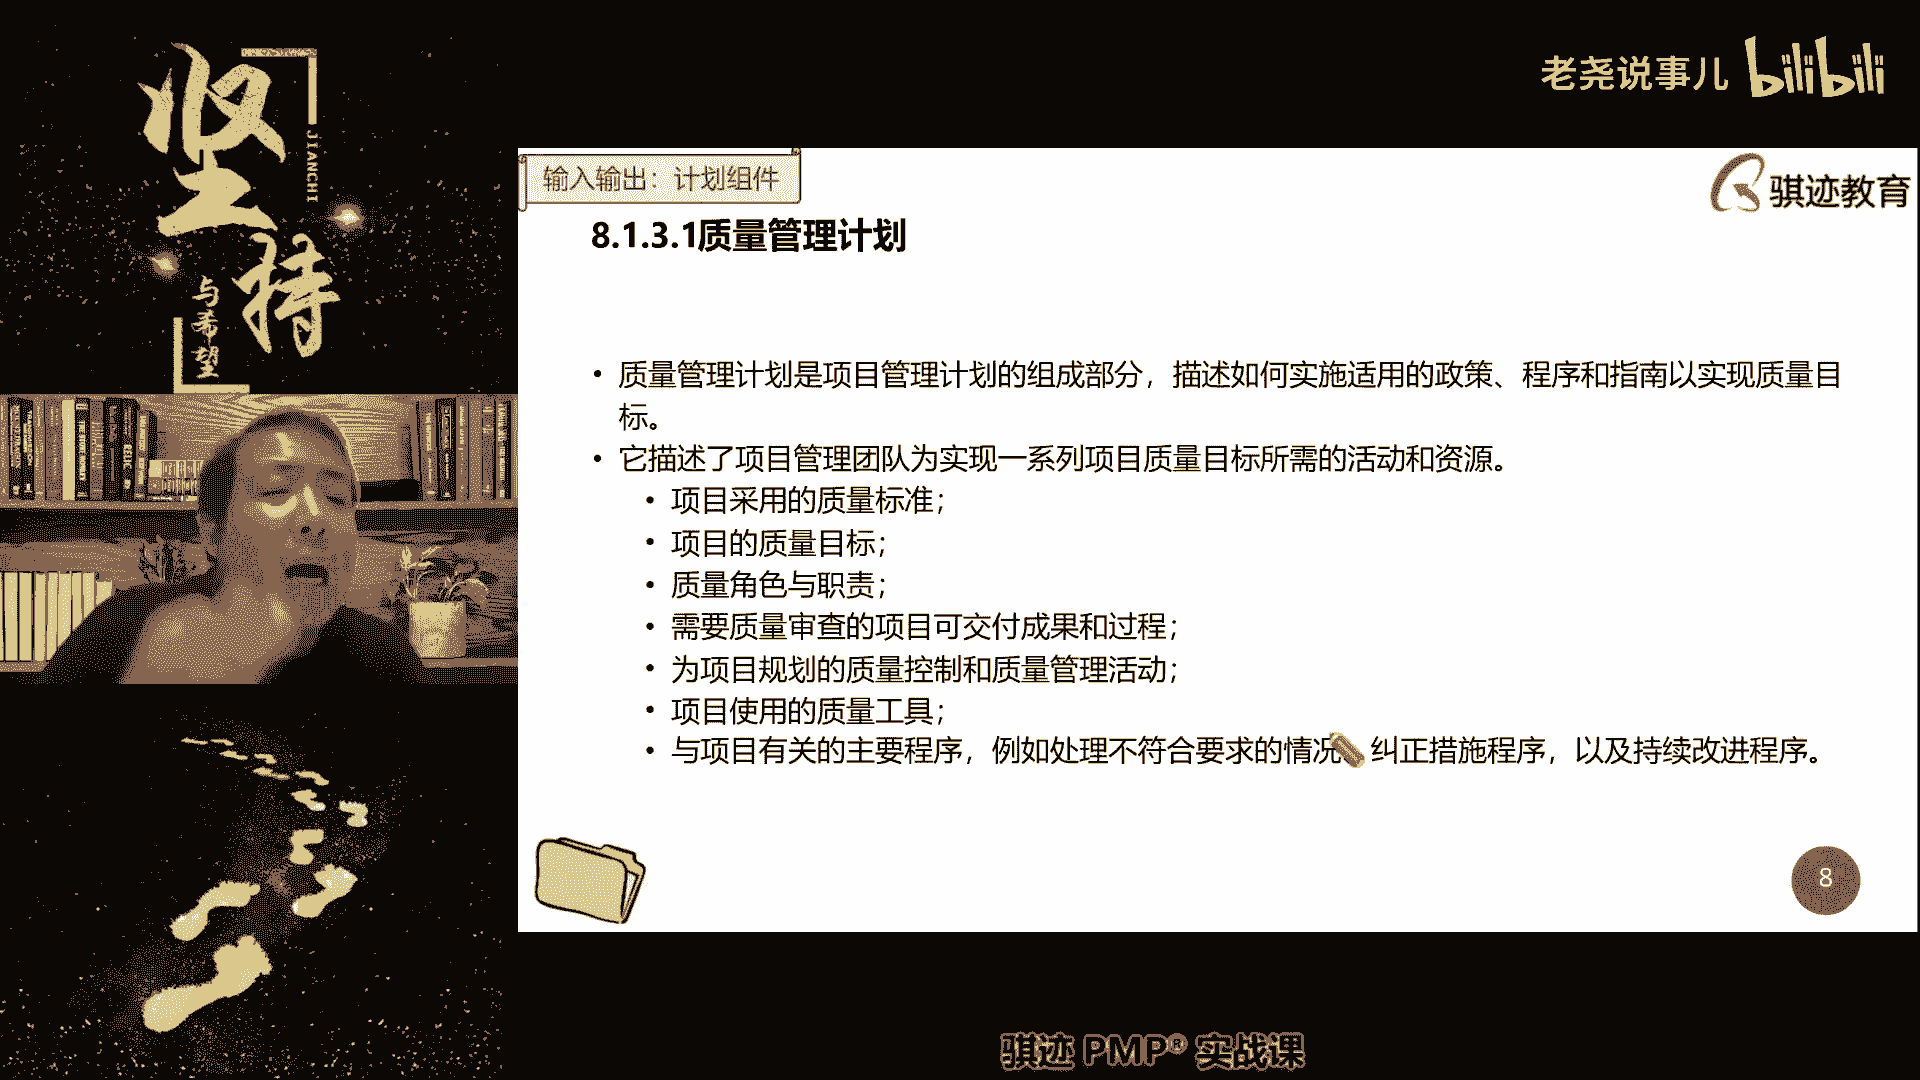 坚持
JIANCHI
与希望
老尧说事儿 bilibili
输入输出：计划组件
骐迹教育
8.1.3.1质量管理计划
• 质量管理计划是项目管理计划的组成部分，描述如何实施适用的政策、程序和指南以实现质量目
标。
• 它描述了项目管理团队为实现一系列项目质量目标所需的活动和资源。
• 项目采用的质量标准；
• 项目的质量目标；
• 质量角色与职责；
• 需要质量审查的项目可交付成果和过程；
• 为项目规划的质量控制和质量管理活动；
• 项目使用的质量工具；
• 与项目有关的主要程序，例如处理不符合要求的情况 纠正措施程序，以及持续改进程序。
8
骐迹 PMP® 实战课